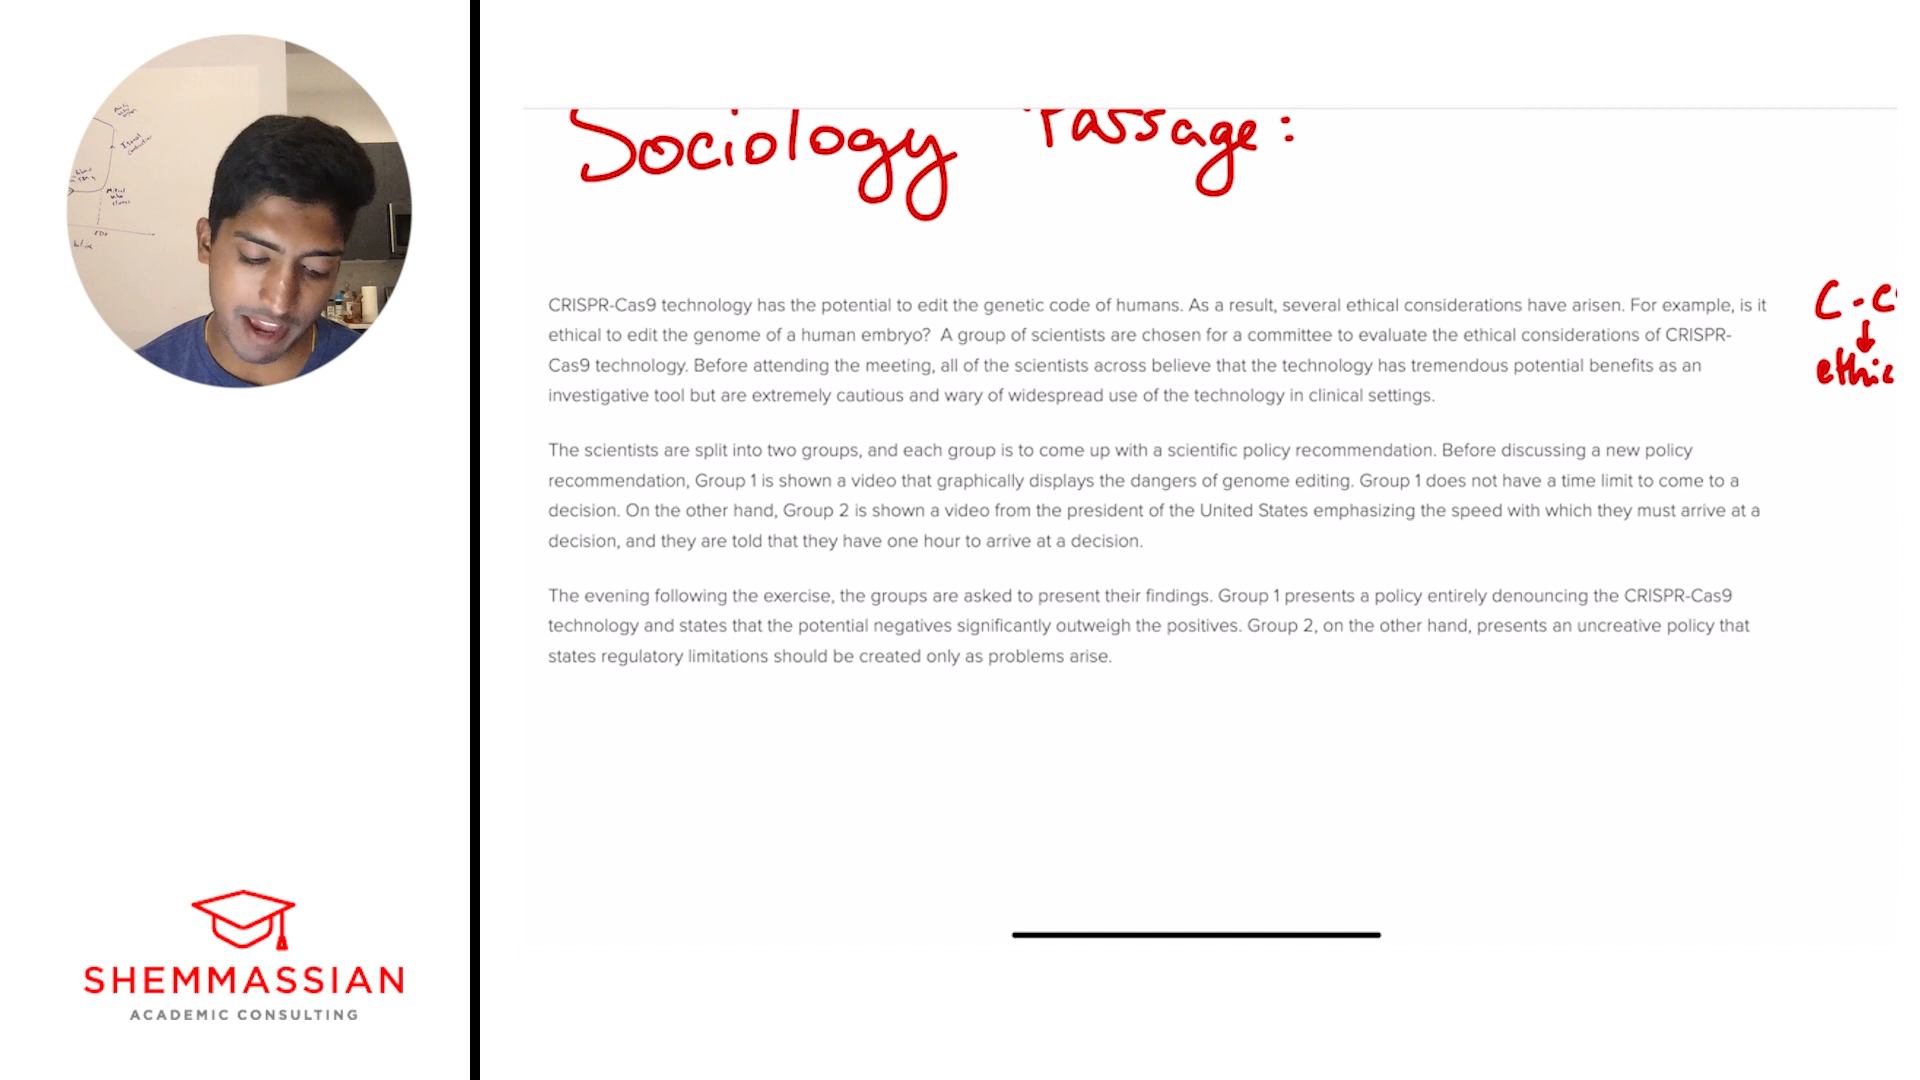 Sociology Passage:
CRISPR-Cas9 technology has the potential to edit the genetic code of humans. As a result, several ethical considerations have arisen. For example, is it
ethical to edit the genome of a human embryo? A group of scientists are chosen for a committee to evaluate the ethical considerations of CRISPR-
Cas9 technology. Before attending the meeting, all of the scientists across believe that the technology has tremendous potential benefits as an
investigative tool but are extremely cautious and wary of widespread use of the technology in clinical settings.
C-C
ethic
The scientists are split into two groups, and each group is to come up with a scientific policy recommendation. Before discussing a new policy
recommendation, Group 1 is shown a video that graphically displays the dangers of genome editing. Group 1 does not have a time limit to come to a
decision. On the other hand, Group 2 is shown a video from the president of the United States emphasizing the speed with which they must arrive at a
decision, and they are told that they have one hour to arrive at a decision.
The evening following the exercise, the groups are asked to present their findings. Group 1 presents a policy entirely denouncing the CRISPR-Cas9
technology and states that the potential negatives significantly outweigh the positives. Group 2, on the other hand, presents an uncreative policy that
states regulatory limitations should be created only as problems arise.
SHEMMASSIAN
ACADEMIC CONSULTING